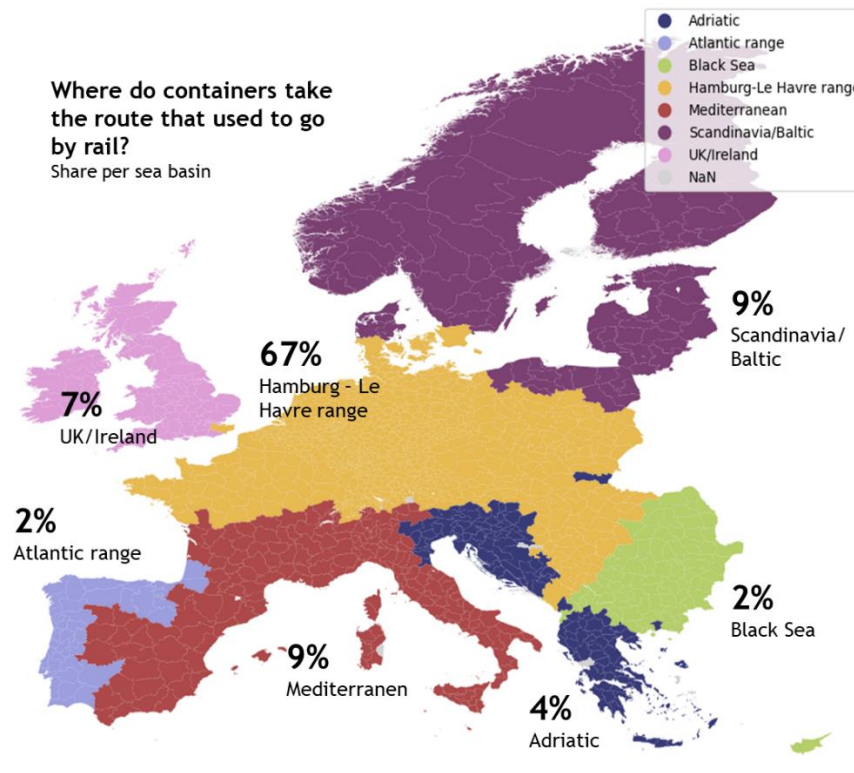 Adriatic
Atlantic range
Black Sea
Hamburg-Le Havre range
Mediterranean
Scandinavia/Baltic
UK/Ireland
NaN
Where do containers take
the route that used to go
by rail?
Share per sea basin
9%
Scandinavia/
Baltic
67%
Hamburg – Le
Havre range
7%
UK/Ireland
2%
Atlantic range
2%
Black Sea
9%
Mediterranen
4%
Adriatic